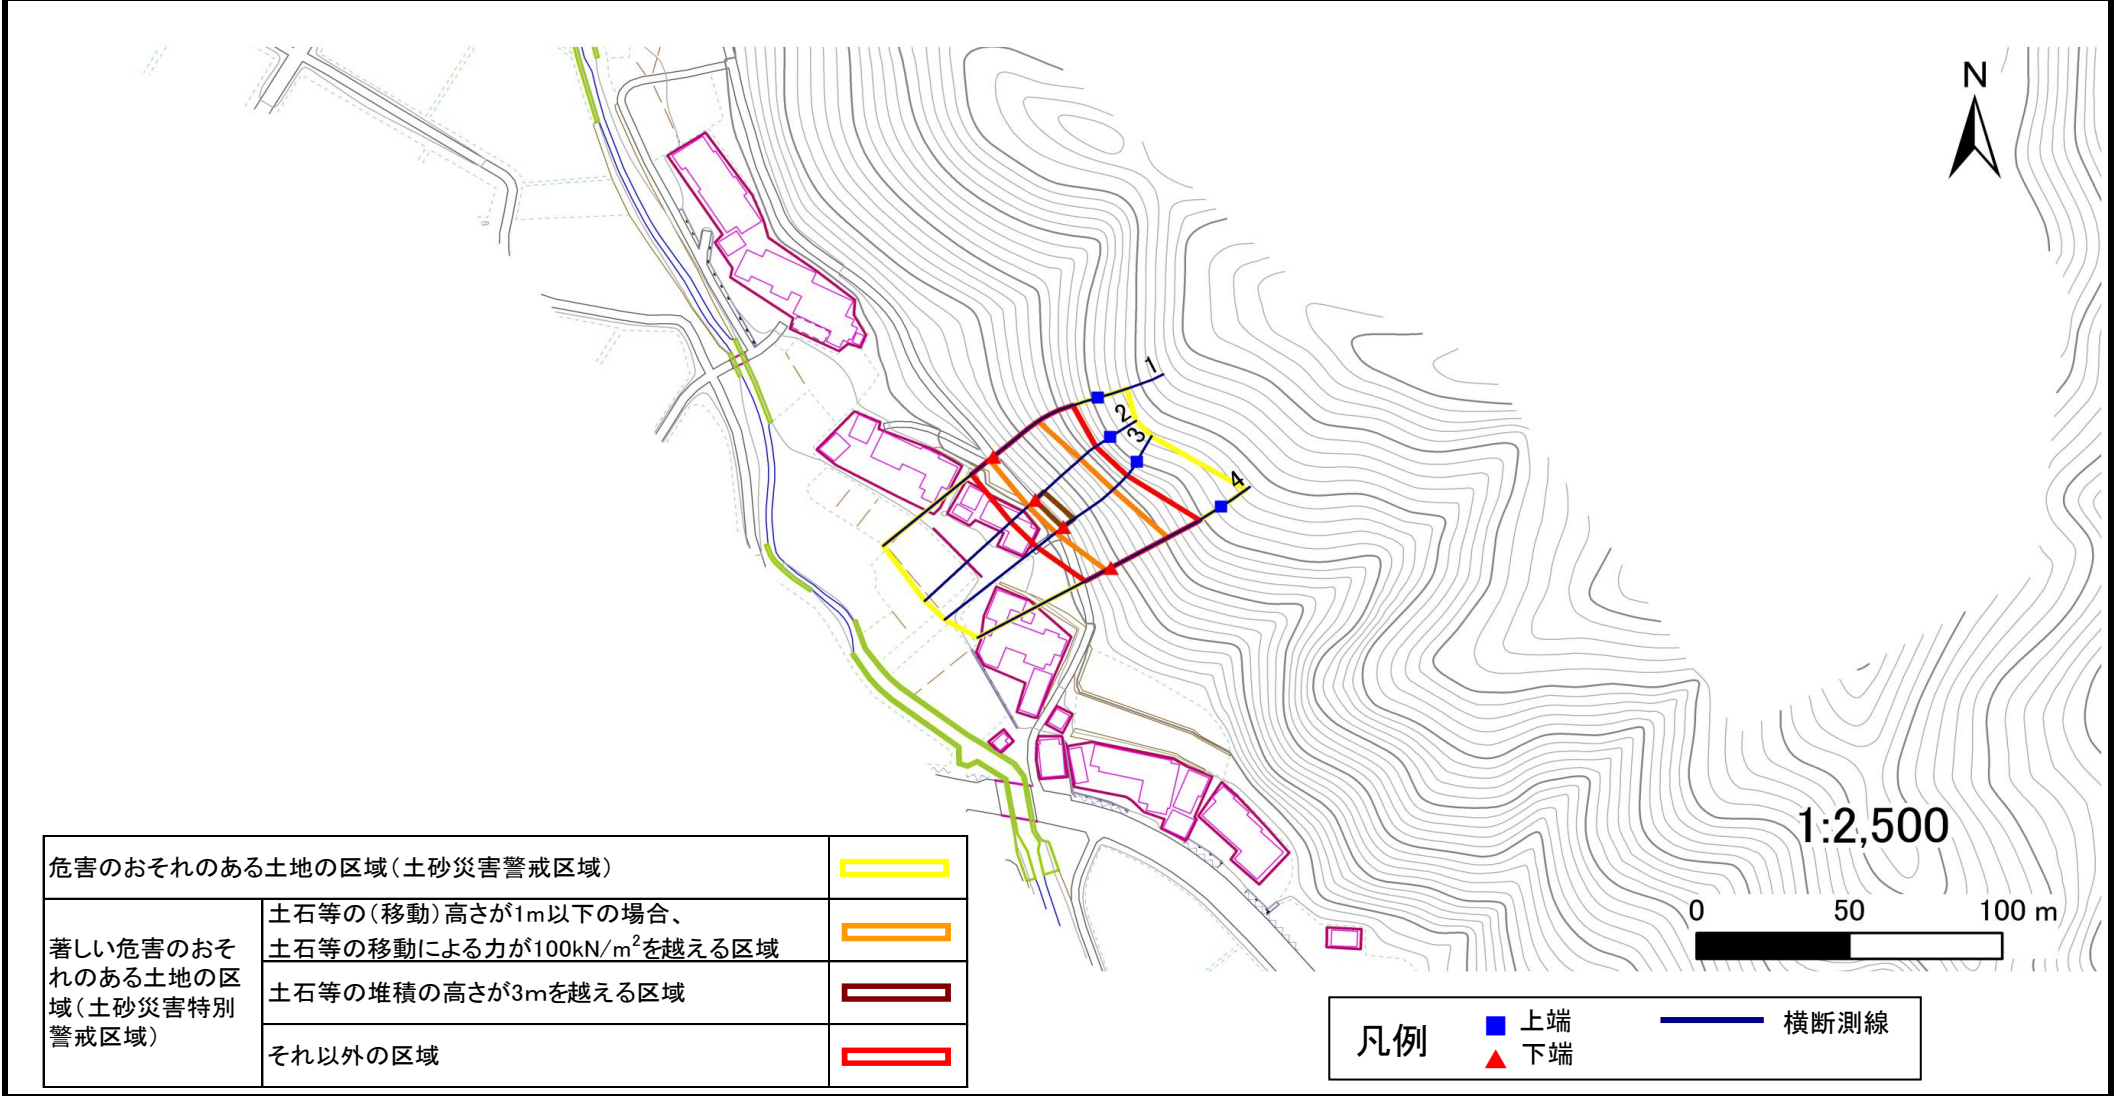 N
1
2
3
4
1:2,500
0 50 100 m
危害のおそれのある土地の区域(土砂災害警戒区域)
著しい危害のおそ
れのある土地の区
域(土砂災害特別
警戒区域)
土石等の(移動)高さが1m以下の場合、
土石等の移動による力が100kN/m²を越える区域
土石等の堆積の高さが3mを越える区域
それ以外の区域
凡例
上端
下端
横断測線